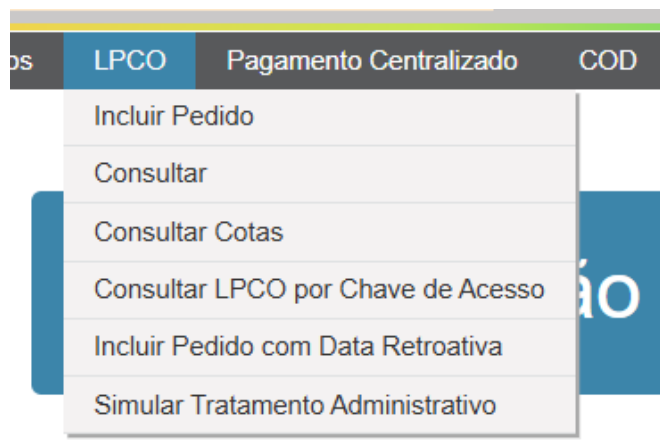 os LPCO Pagamento Centralizado COD
Incluir Pedido
Consultar
Consultar Cotas
Consultar LPCO por Chave de Acesso
ão
Incluir Pedido com Data Retroativa
Simular Tratamento Administrativo